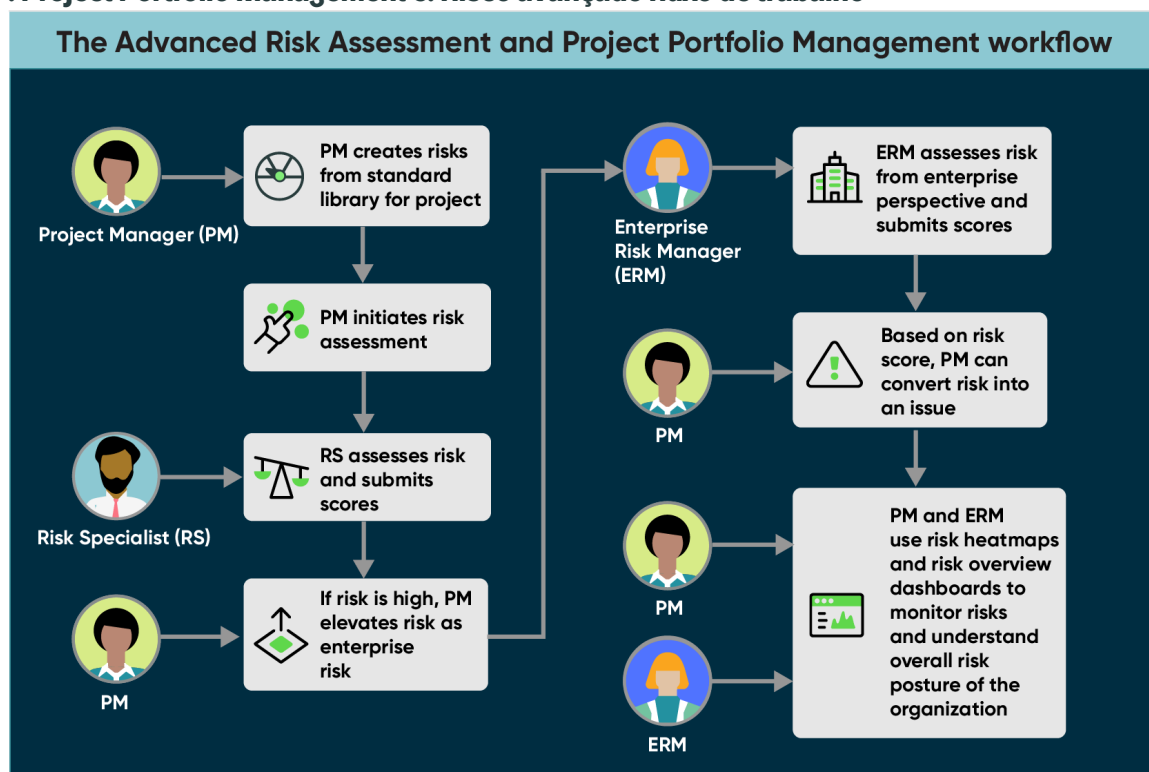 The Advanced Risk Assessment and Project Portfolio Management workflow
Project Manager (PM)
PM creates risks
from standard
library for project
PM initiates risk
assessment
Risk Specialist (RS)
RS assesses risk
and submits
scores
PM
If risk is high, PM
elevates risk as
enterprise
risk
Enterprise
Risk Manager
(ERM)
ERM assesses risk
from enterprise
perspective and
submits scores
PM
Based on risk
score, PM can
convert risk into
an issue
PM
ERM
PM and ERM
use risk heatmaps
and risk overview
dashboards to
monitor risks
and understand
overall risk
posture of the
organization